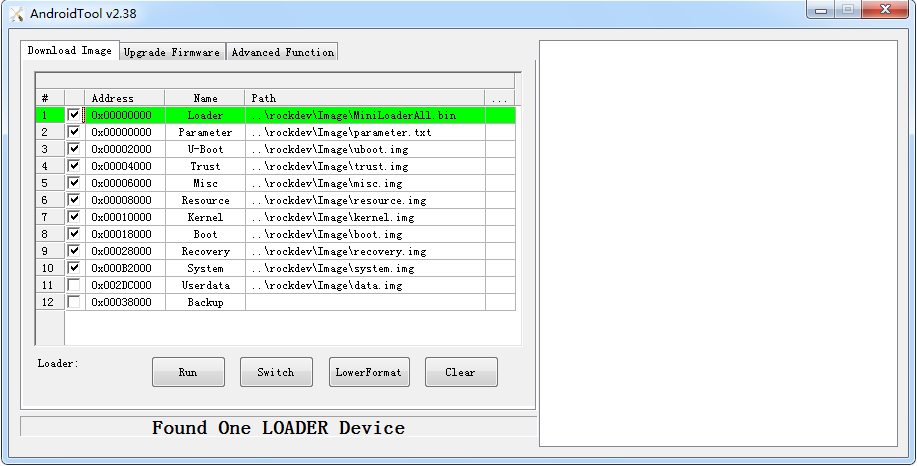 AndroidTool v2.38
Download Image Upgrade Firmware Advanced Function
# Address Name Path ...
1 0x00000000 Loader ..\rockdev\Image\MiniLoaderAll.bin
2 0x00000000 Parameter ..\rockdev\Image\parameter.txt
3 0x00002000 U-Boot ..\rockdev\Image\uboot.img
4 0x00004000 Trust ..\rockdev\Image\trust.img
5 0x00006000 Misc ..\rockdev\Image\misc.img
6 0x00008000 Resource ..\rockdev\Image\resource.img
7 0x00010000 Kernel ..\rockdev\Image\kernel.img
8 0x00018000 Boot ..\rockdev\Image\boot.img
9 0x00028000 Recovery ..\rockdev\Image\recovery.img
10 0x000B2000 System ..\rockdev\Image\system.img
11 0x002DC000 Userdata ..\rockdev\Image\data.img
12 0x00038000 Backup
Loader:
Run Switch LowerFormat Clear
Found One LOADER Device